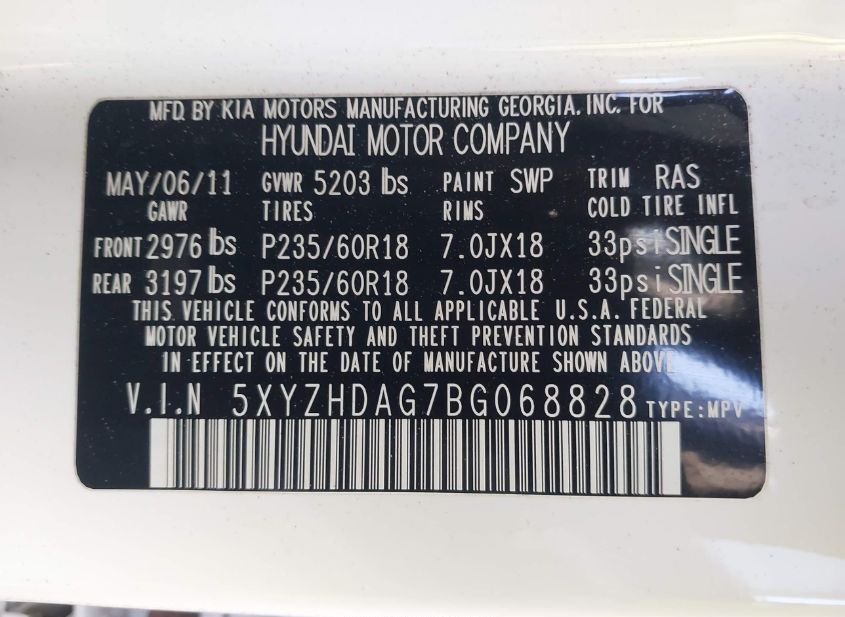 MFD. BY KIA MOTORS MANUFACTURING GEORGIA, INC. FOR
HYUNDAI MOTOR COMPANY
MAY/06/11 GVWR 5203 lbs PAINT SWP TRIM RAS
GAWR TIRES RIMS COLD TIRE INFL
FRONT 2976 lbs P235/60R18 7.0JX18 33psi SINGLE
REAR 3197 lbs P235/60R18 7.0JX18 33psi SINGLE
THIS VEHICLE CONFORMS TO ALL APPLICABLE U.S.A. FEDERAL
MOTOR VEHICLE SAFETY AND THEFT PREVENTION STANDARDS
IN EFFECT ON THE DATE OF MANUFACTURE SHOWN ABOVE
V.I.N 5XYZHDAG7BG068828 TYPE:MPV